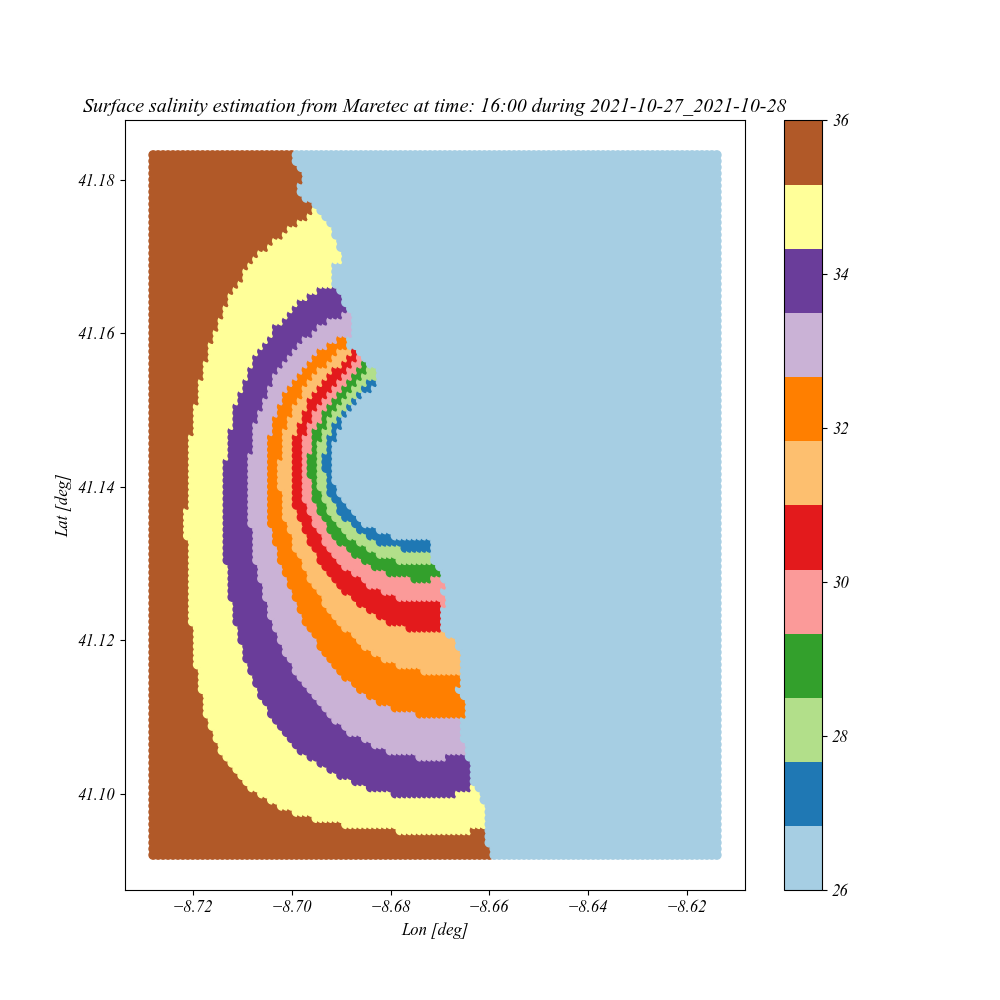 Surface salinity estimation from Maretec at time: 16:00 during 2021-10-27_2021-10-28
36
41.18
34
41.16
32
Lat [deg]
41.14
30
41.12
28
41.10
26
−8.72 −8.70 −8.68 −8.66 −8.64 −8.62
Lon [deg]